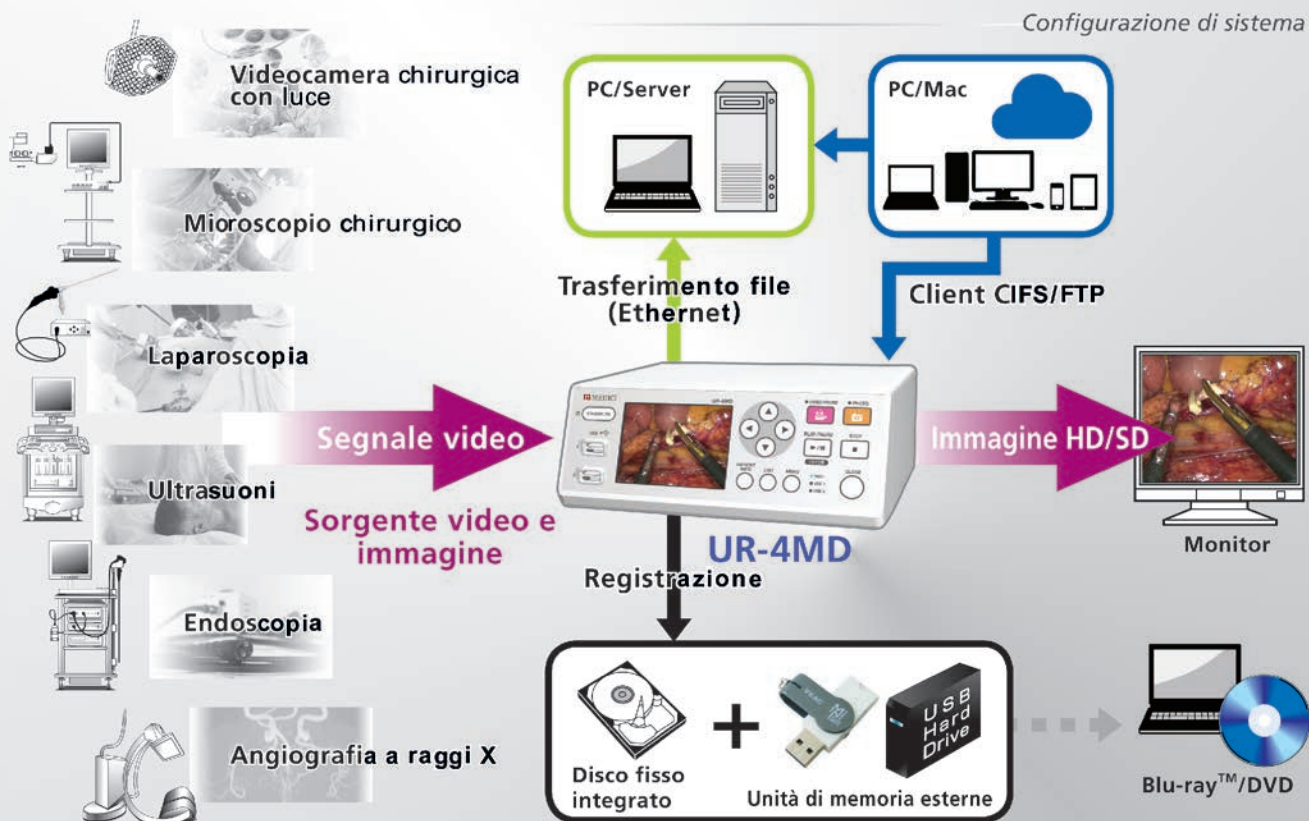 Configurazione di sistema
Videocamera chirurgica
con luce
Mioroscopio chirurgico
Laparoscopia
Ultrasuoni
Endoscopia
Angiografia a raggi X
Segnale video
Sorgente video e
immagine
PC/Server
PC/Mac
Trasferimento file
(Ethernet)
Client CIFS/FTP
UR-4MD
UR-4MD
Immagine HD/SD
Monitor
Registrazione
Disco fisso
integrato
+
USB
Hard
Drive
Unità di memoria esterne
Blu-ray™/DVD